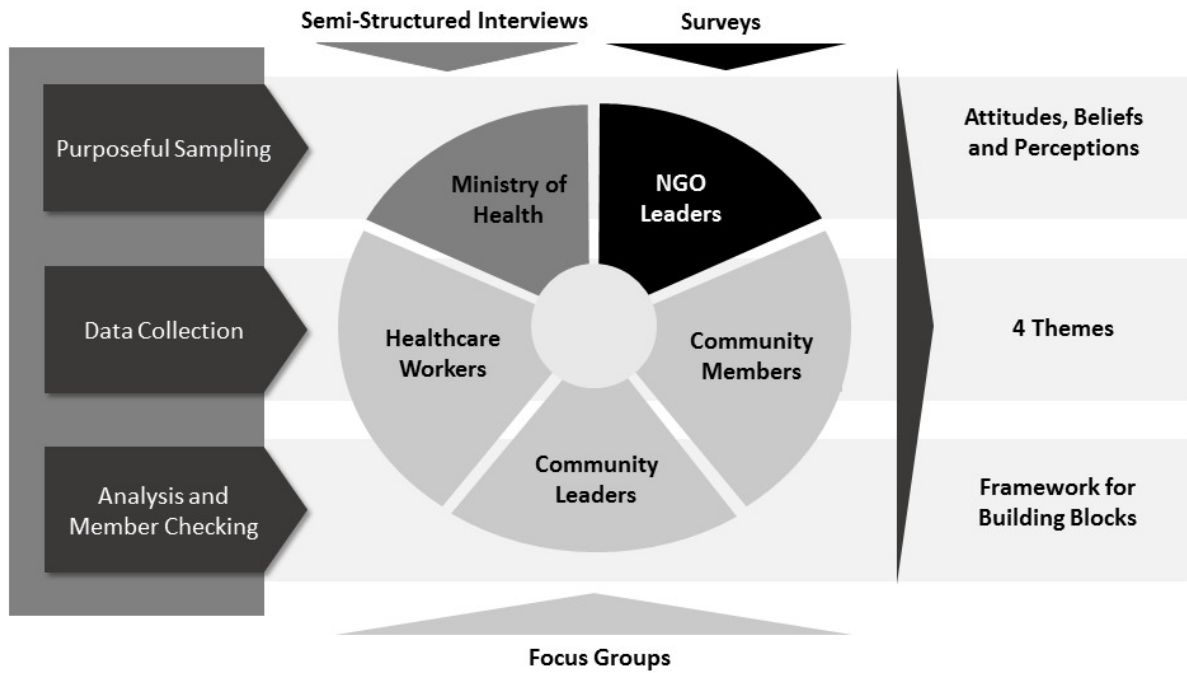 Semi-Structured Interviews
Surveys
Purposeful Sampling
Ministry of
Health
NGO
Leaders
Attitudes, Beliefs
and Perceptions
Data Collection
Healthcare
Workers
Community
Members
4 Themes
Analysis and
Member Checking
Community
Leaders
Framework for
Building Blocks
Focus Groups